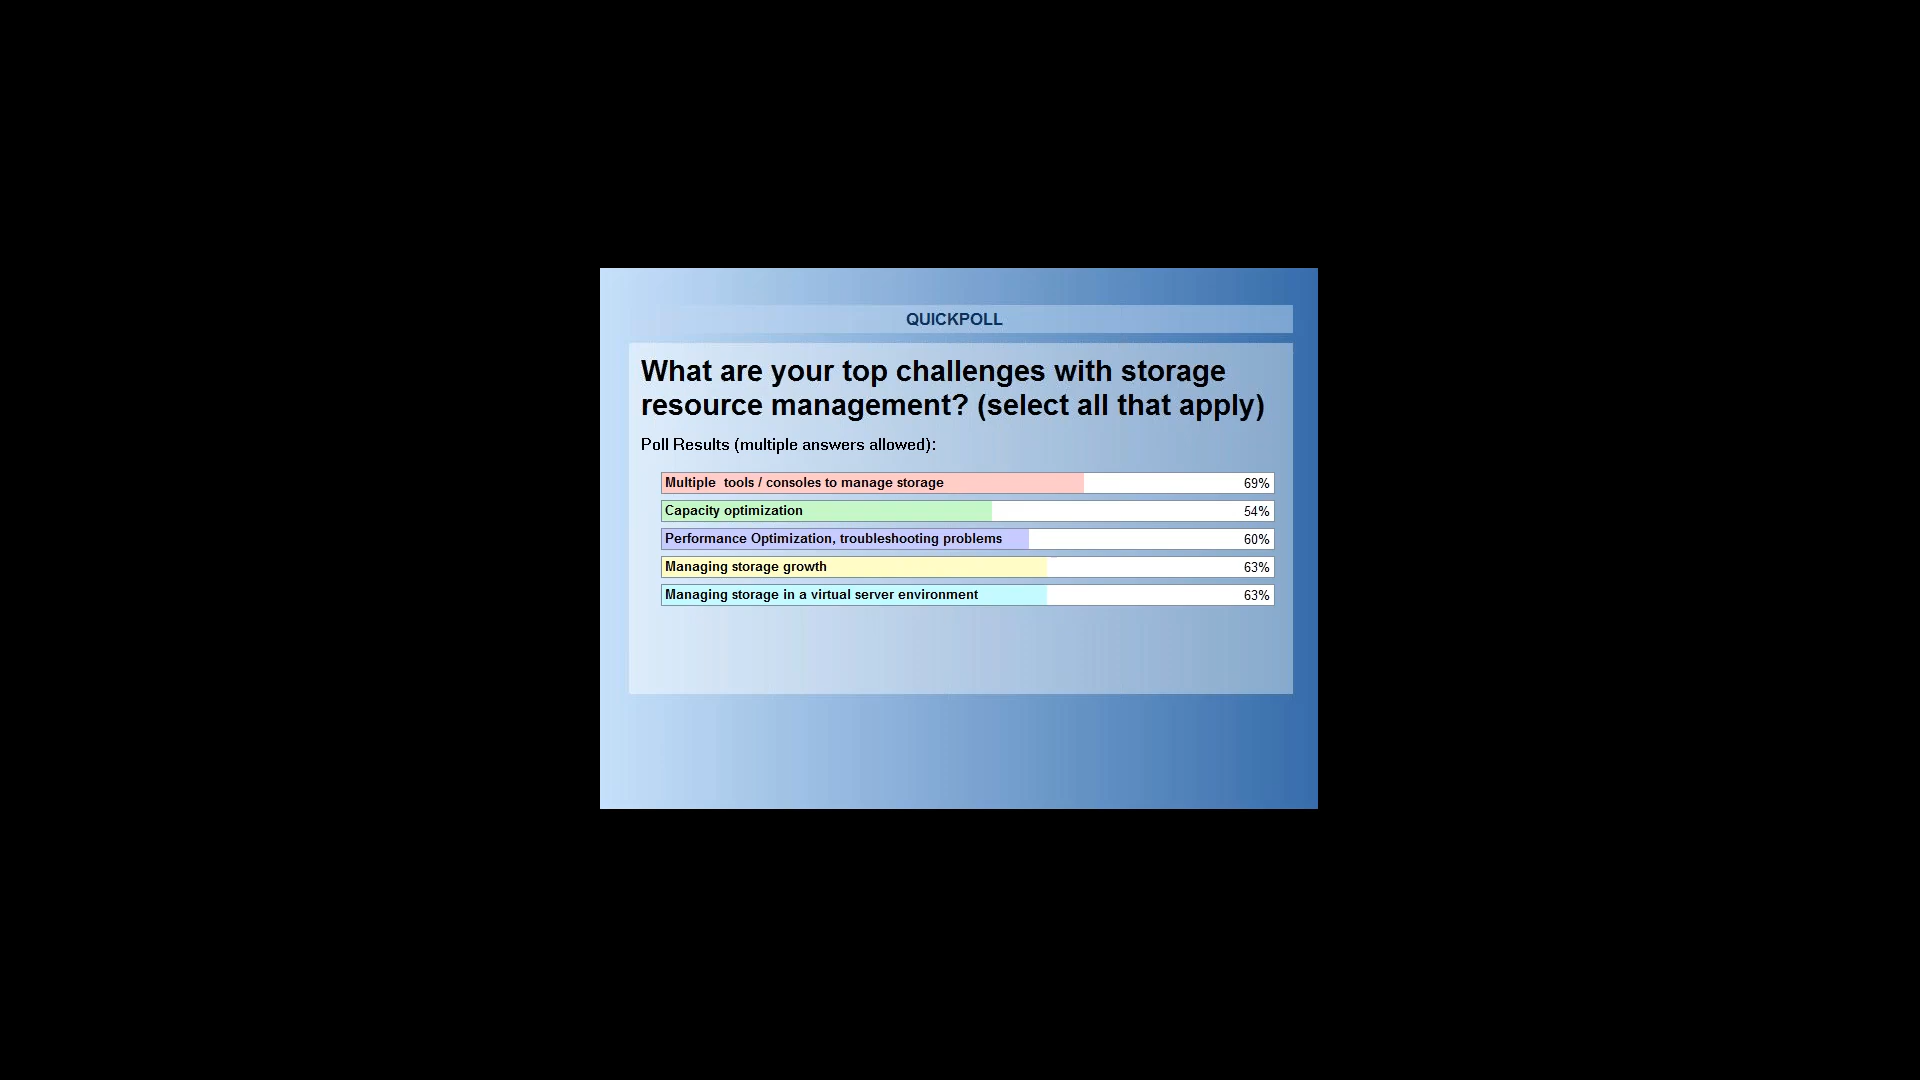 QUICKPOLL
What are your top challenges with storage
resource management? (select all that apply)
Poll Results (multiple answers allowed):
Multiple  tools / consoles to manage storage 69%
Capacity optimization 54%
Performance Optimization, troubleshooting problems 60%
Managing storage growth 63%
Managing storage in a virtual server environment 63%